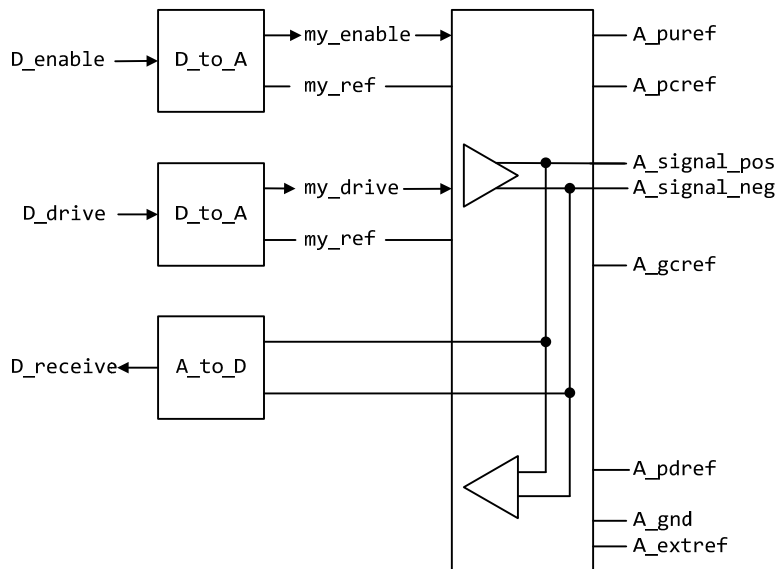 my_enable
A_puref
D_enable
D_to_A
my_ref
A_pcref
A_signal_pos
my_drive
A_signal_neg
D_drive
D_to_A
my_ref
A_gcref
D_receive
A_to_D
A_pdref
A_gnd
A_extref